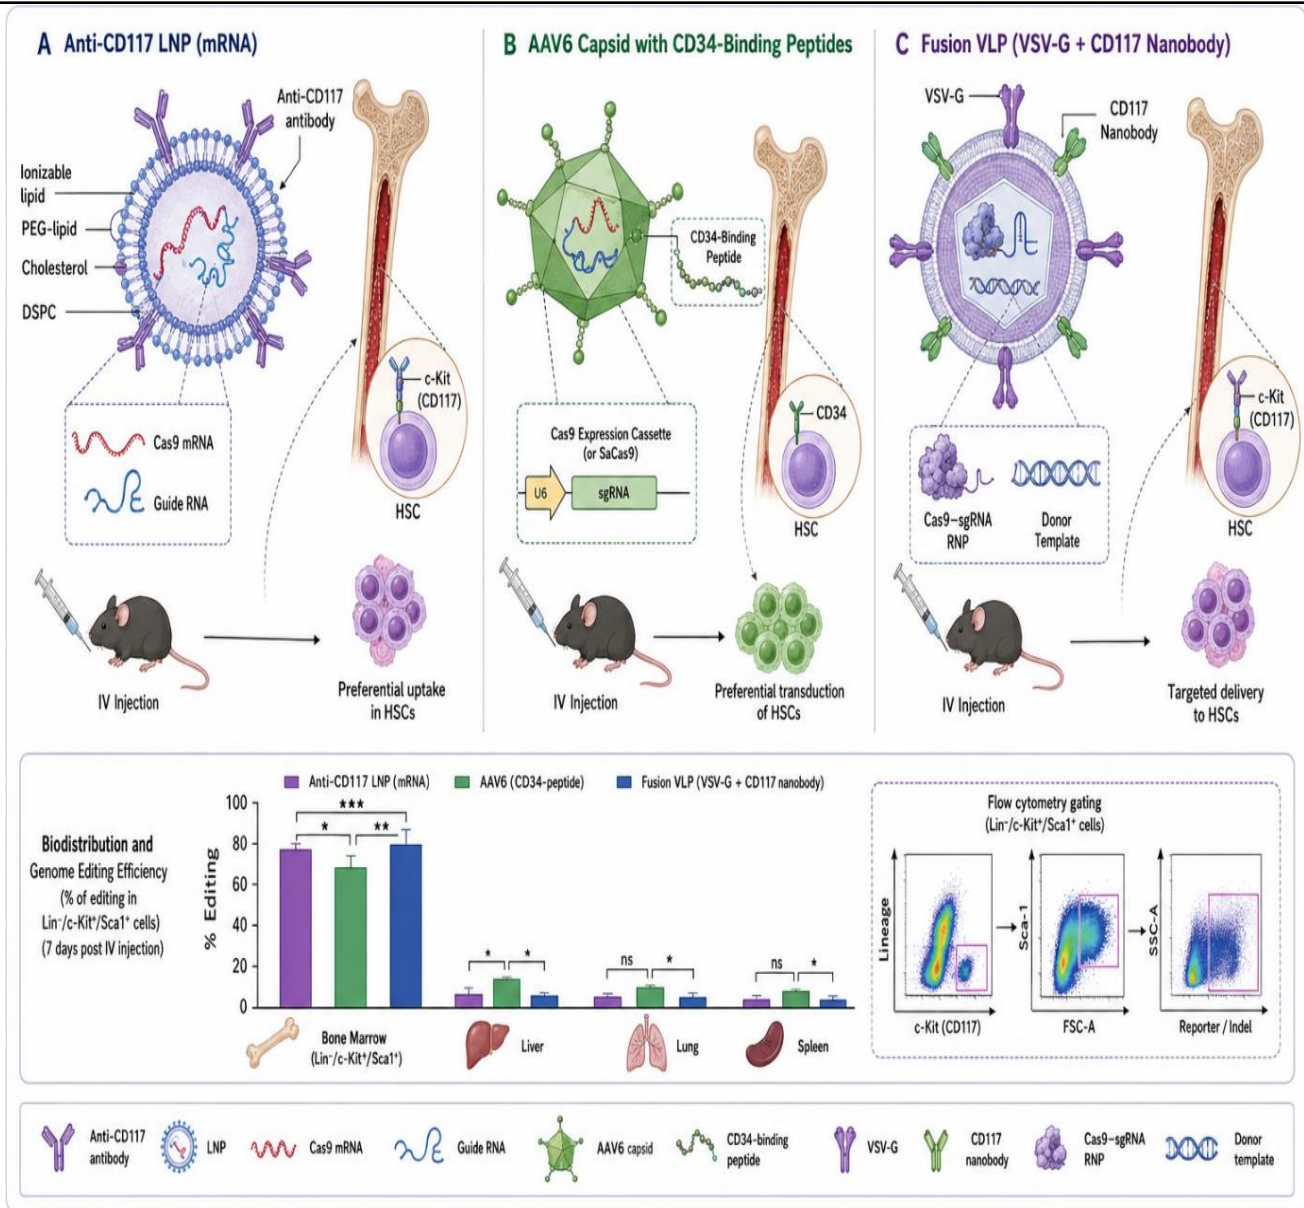 A Anti-CD117 LNP (mRNA)
Anti-CD117
antibody
Ionizable
lipid
PEG-lipid
Cholesterol
DSPC
c-Kit
(CD117)
HSC
Cas9 mRNA
Guide RNA
IV Injection
Preferential uptake
in HSCs
B AAV6 Capsid with CD34-Binding Peptides
CD34-Binding
Peptide
CD34
HSC
Cas9 Expression Cassette
(or SaCas9)
U6
sgRNA
IV Injection
Preferential transduction
of HSCs
C Fusion VLP (VSV-G + CD117 Nanobody)
VSV-G
CD117
Nanobody
c-Kit
(CD117)
HSC
Cas9–sgRNA
RNP
Donor
Template
IV Injection
Targeted delivery
to HSCs
Biodistribution and
Genome Editing Efficiency
(% of editing in
Lin⁻/c-Kit⁺/Sca1⁺ cells)
(7 days post IV injection)
Anti-CD117 LNP (mRNA)
AAV6 (CD34-peptide)
Fusion VLP (VSV-G + CD117 nanobody)
% Editing
100
80
60
40
20
0
***
* **
* *
ns *
ns *
Bone Marrow
(Lin⁻/c-Kit⁺/Sca1⁺)
Liver
Lung
Spleen
Flow cytometry gating
(Lin⁻/c-Kit⁺/Sca1⁺ cells)
Lineage
c-Kit (CD117)
Sca-1
FSC-A
SSC-A
Reporter / Indel
Anti-CD117
antibody
LNP
Cas9 mRNA
Guide RNA
AAV6 capsid
CD34-binding
peptide
VSV-G
CD117
nanobody
Cas9–sgRNA
RNP
Donor
template